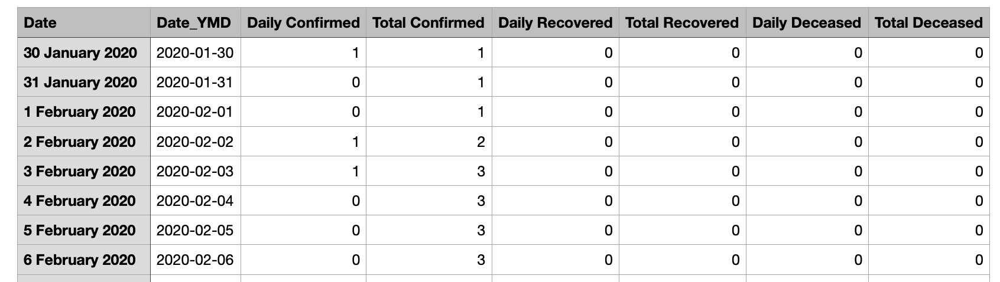 Date Date_YMD Daily Confirmed Total Confirmed Daily Recovered Total Recovered Daily Deceased Total Deceased
30 January 2020 2020-01-30 1 1 0 0 0 0
31 January 2020 2020-01-31 0 1 0 0 0 0
1 February 2020 2020-02-01 0 1 0 0 0 0
2 February 2020 2020-02-02 1 2 0 0 0 0
3 February 2020 2020-02-03 1 3 0 0 0 0
4 February 2020 2020-02-04 0 3 0 0 0 0
5 February 2020 2020-02-05 0 3 0 0 0 0
6 February 2020 2020-02-06 0 3 0 0 0 0